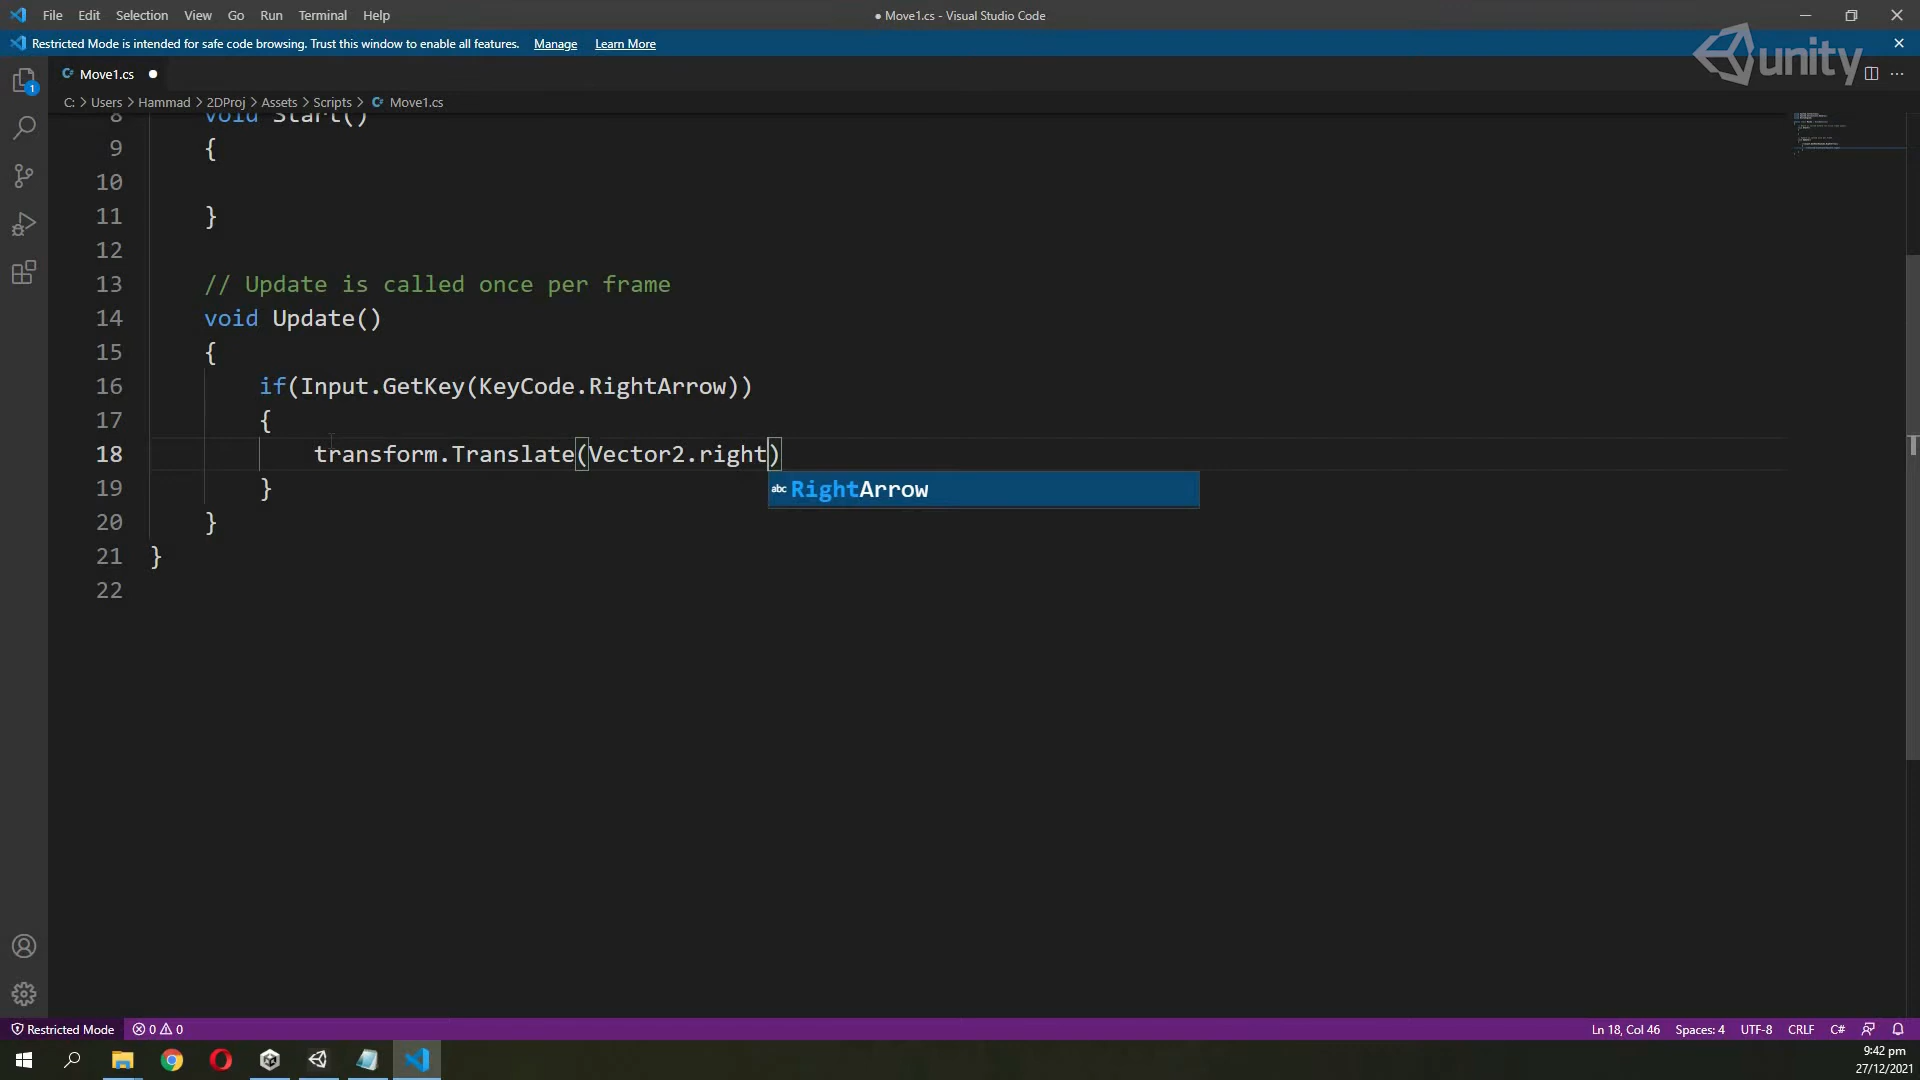 File Edit Selection View Go Run Terminal Help
● Move1.cs - Visual Studio Code
Restricted Mode is intended for safe code browsing. Trust this window to enable all features. Manage Learn More
unity
Move1.cs ●
C: > Users > Hammad > 2DProj > Assets > Scripts > Move1.cs
8 void Start()
9 {
10
11 }
12
13 // Update is called once per frame
14 void Update()
15 {
16 if(Input.GetKey(KeyCode.RightArrow))
17 {
18 transform.Translate(Vector2.right)
abc RightArrow
19 }
20 }
21 }
22
1
Restricted Mode 0 0 Ln 18, Col 46 Spaces: 4 UTF-8 CRLF C#
9:42 pm
27/12/2021